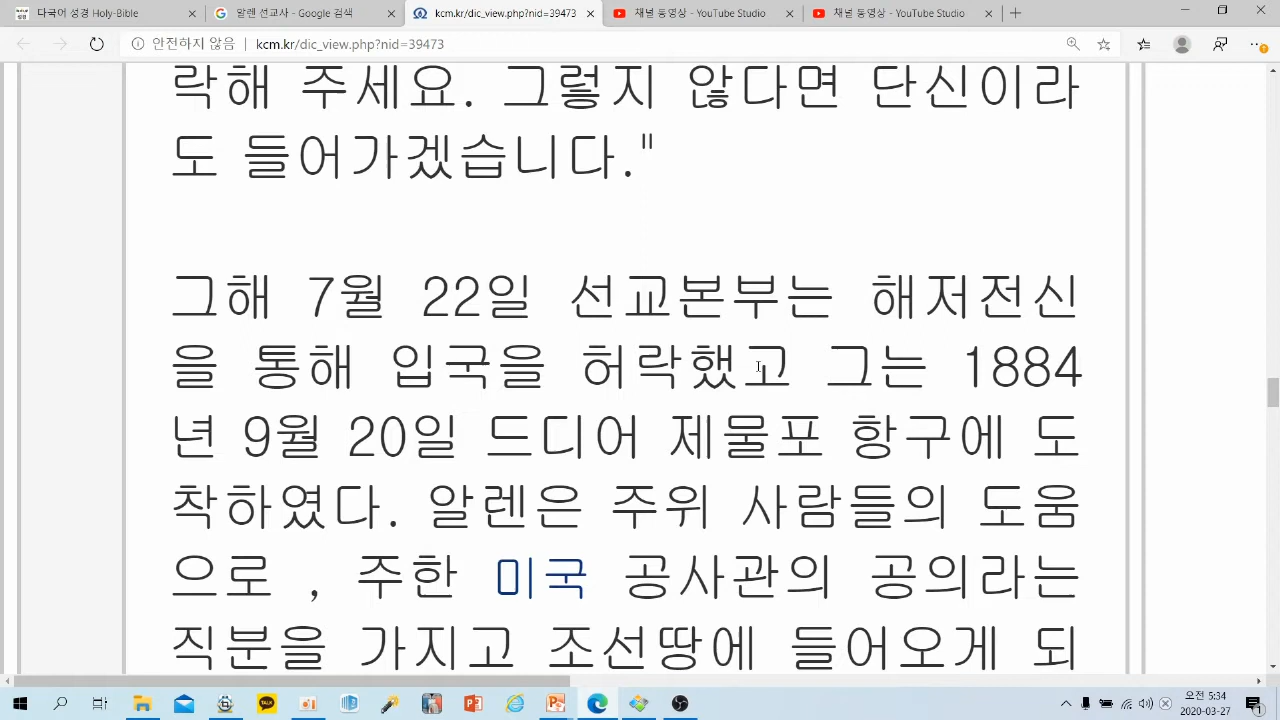 다국어 성경 HolyBible
알렌 선교사 - Google 검색
kcm.kr/dic_view.php?nid=39473
채널 동영상 - YouTube Studio
채널 동영상 - YouTube Studio
안전하지 않음
kcm.kr/dic_view.php?nid=39473
락해 주세요. 그렇지 않다면 단신이라
도 들어가겠습니다."
그해 7월 22일 선교본부는 해저전신
을 통해 입국을 허락했고 그는 1884
년 9월 20일 드디어 제물포 항구에 도
착하였다. 알렌은 주위 사람들의 도움
으로 , 주한 미국 공사관의 공의라는
직분을 가지고 조선땅에 들어오게 되
TALK
오전 5:34
2020-03-27